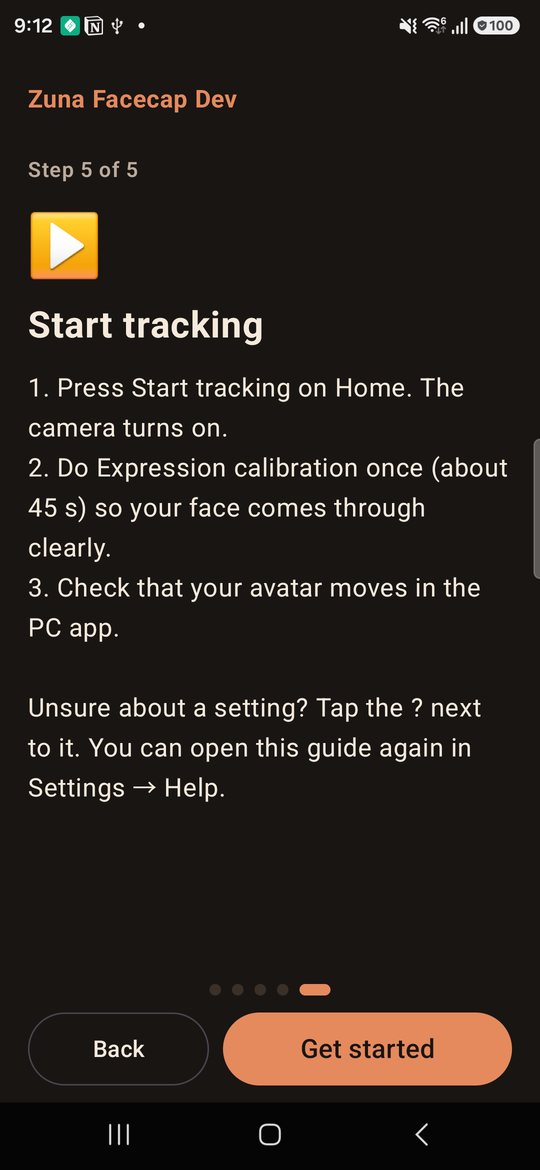 9:12
N
6
100
Zuna Facecap Dev
Step 5 of 5
Start tracking
1. Press Start tracking on Home. The
camera turns on.
2. Do Expression calibration once (about
45 s) so your face comes through
clearly.
3. Check that your avatar moves in the
PC app.
Unsure about a setting? Tap the ? next
to it. You can open this guide again in
Settings → Help.
Back
Get started